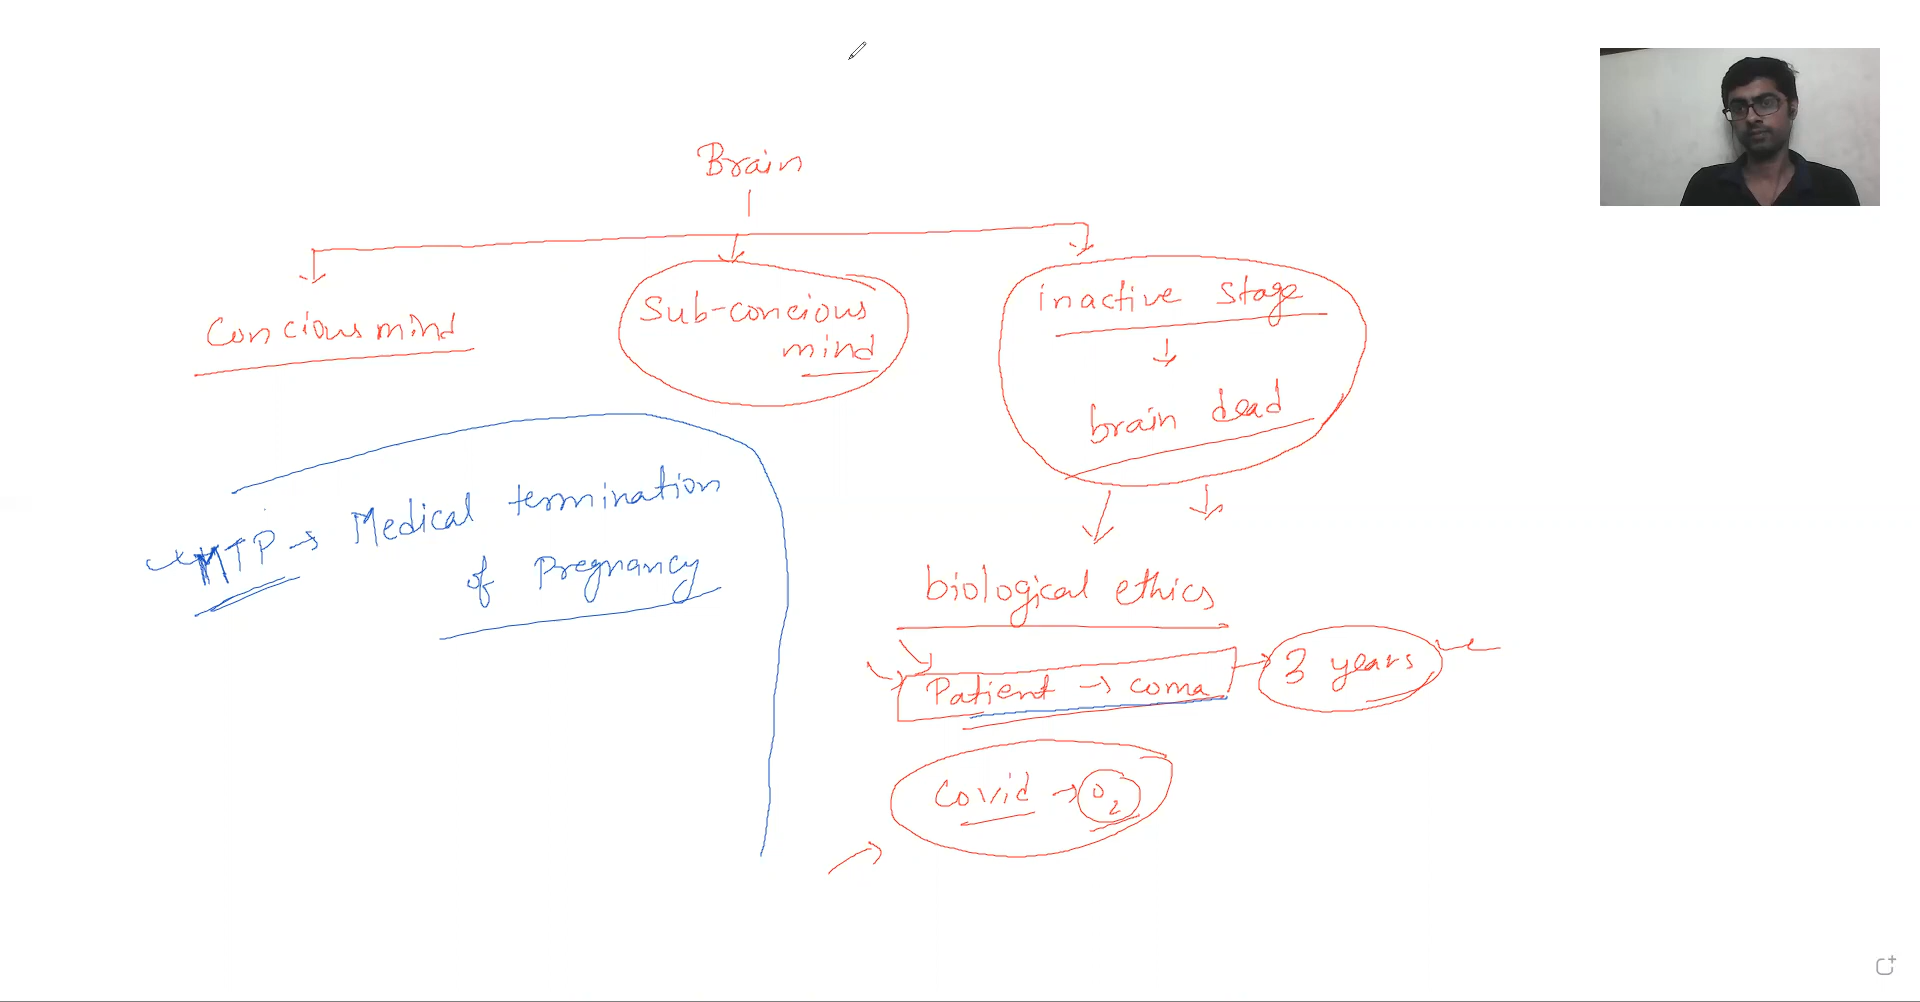 Brain
Concious mind
Sub-concious
mind
inactive stage
brain dead
MTP → Medical termination
of Pregnancy
biological ethics
Patient → coma → 3 years
Covid → O2